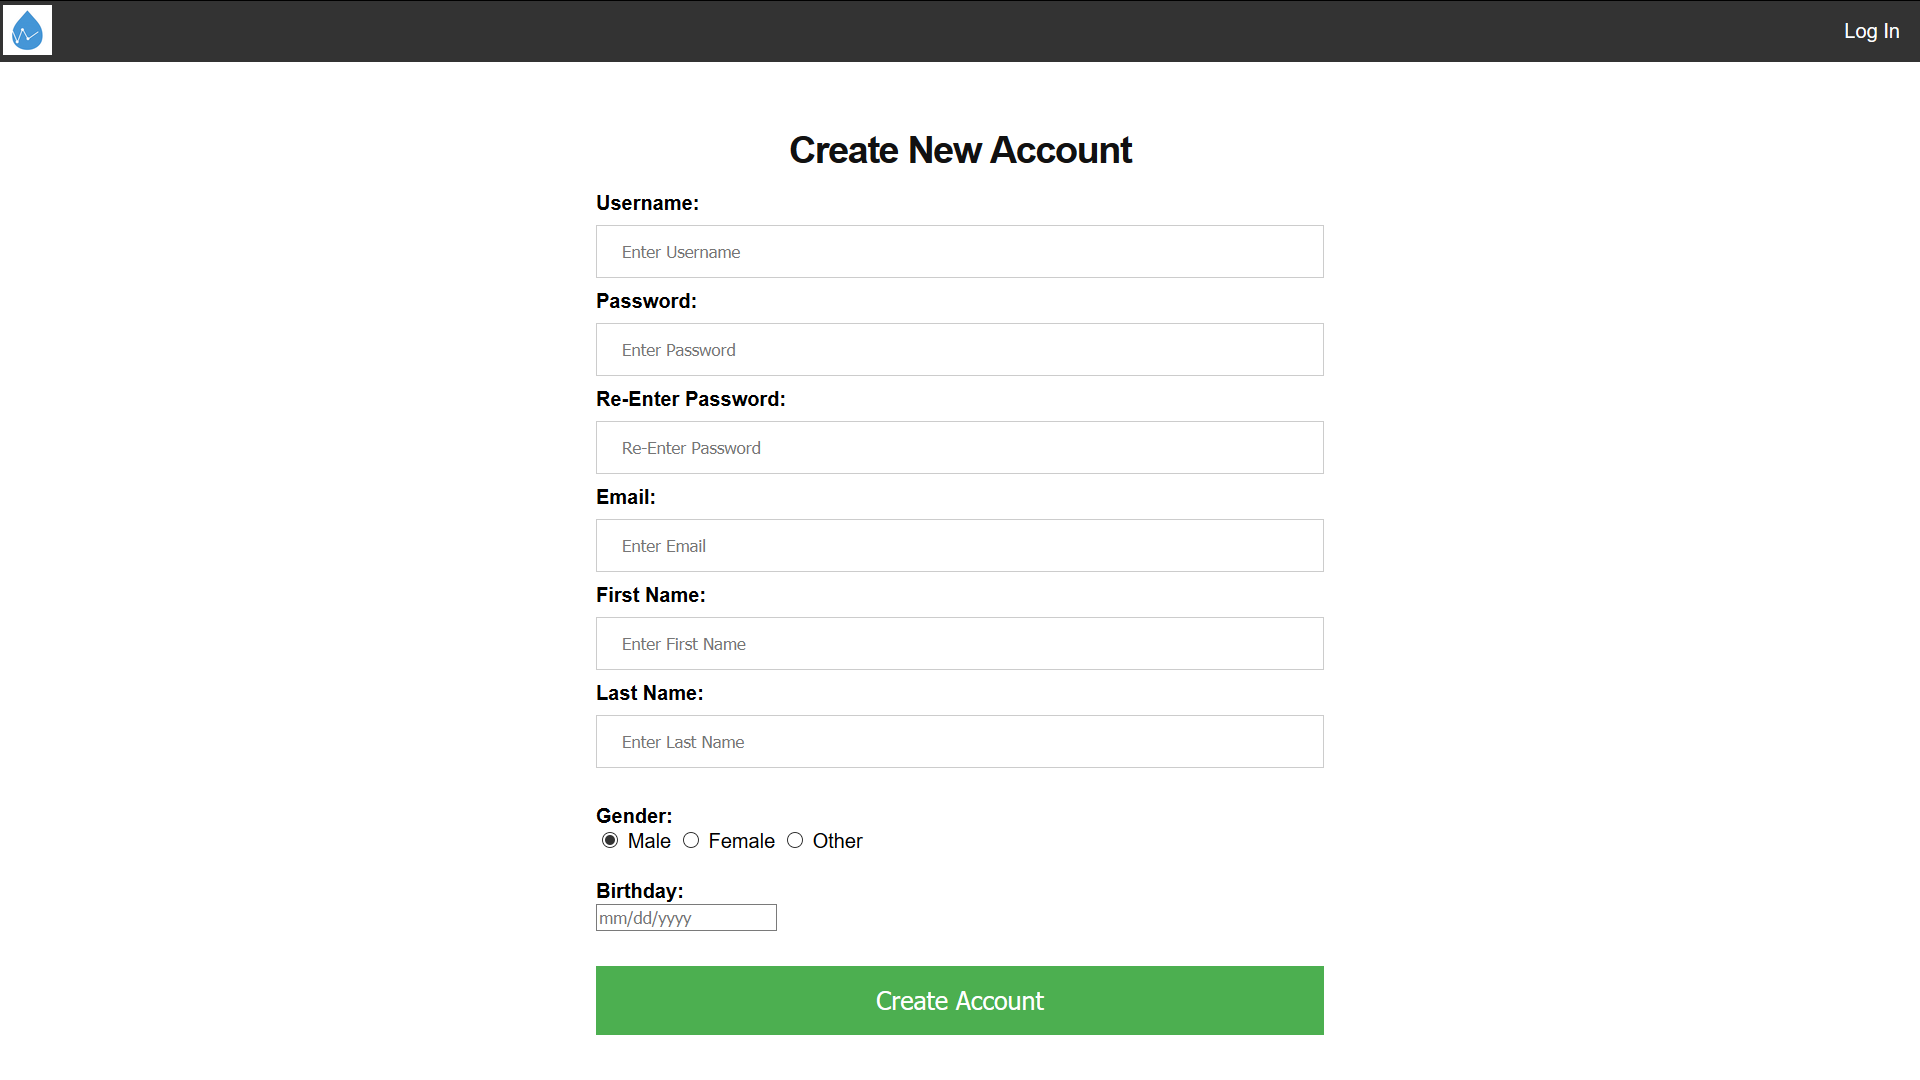 Log In
Create New Account
Username:
Enter Username
Password:
Enter Password
Re-Enter Password:
Re-Enter Password
Email:
Enter Email
First Name:
Enter First Name
Last Name:
Enter Last Name
Gender:
Male Female Other
Birthday:
mm/dd/yyyy
Create Account